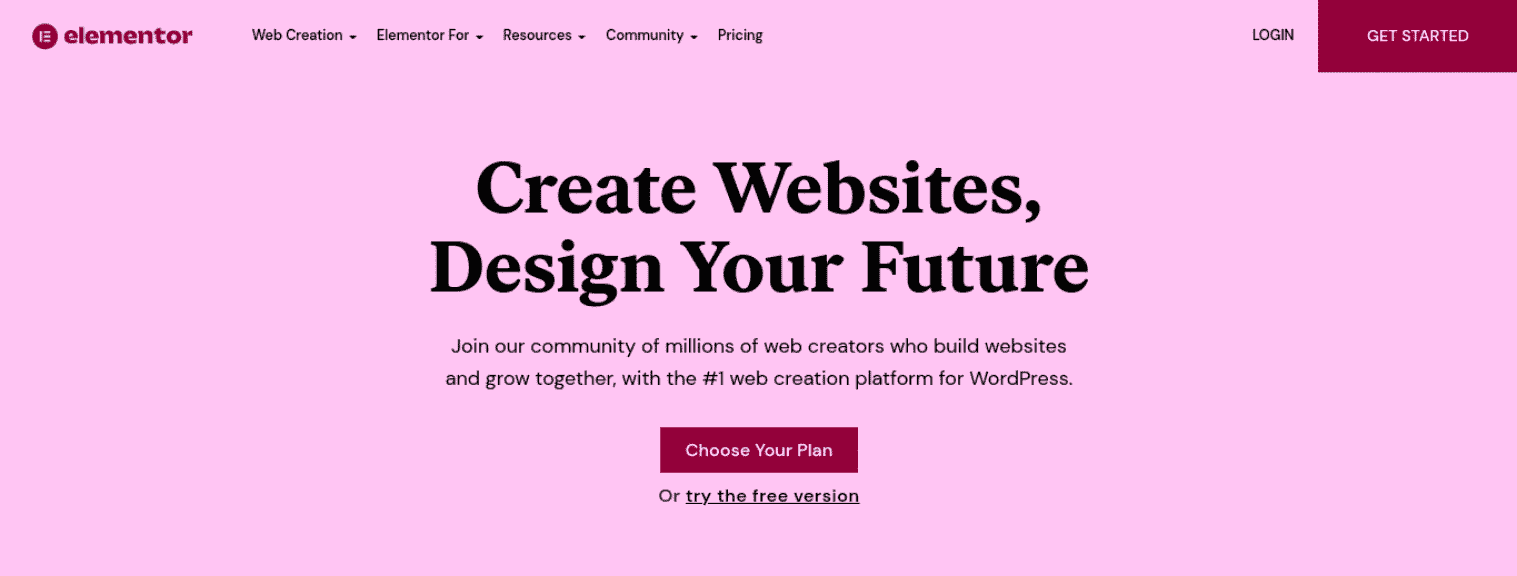 elementor
Web Creation
Elementor For
Resources
Community
Pricing
LOGIN
GET STARTED
Create Websites,
Design Your Future
Join our community of millions of web creators who build websites
and grow together, with the #1 web creation platform for WordPress.
Choose Your Plan
Or try the free version